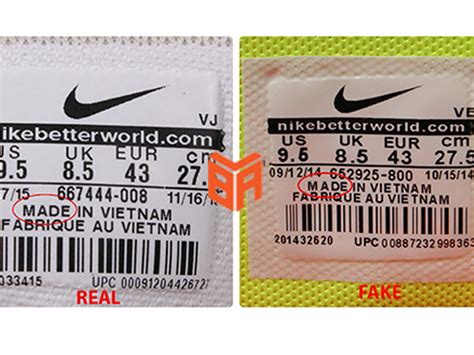 VJ
nikebetterworld.com
US UK EUR cm
9.5 8.5 43 27.5
7/15 667444-008 11/16
MADE IN VIETNAM
FABRIQUE AU VIETNAM
033415
UPC 000912044267
REAL
VE
nikebetterworld.com
US UK EUR cm
9.5 8.5 43 27.5
09/12/14 652925-800 10/15/14
MADE IN VIETNAM
FABRIQUE AU VIETNAM
201432620
UPC 00887232998363
FAKE